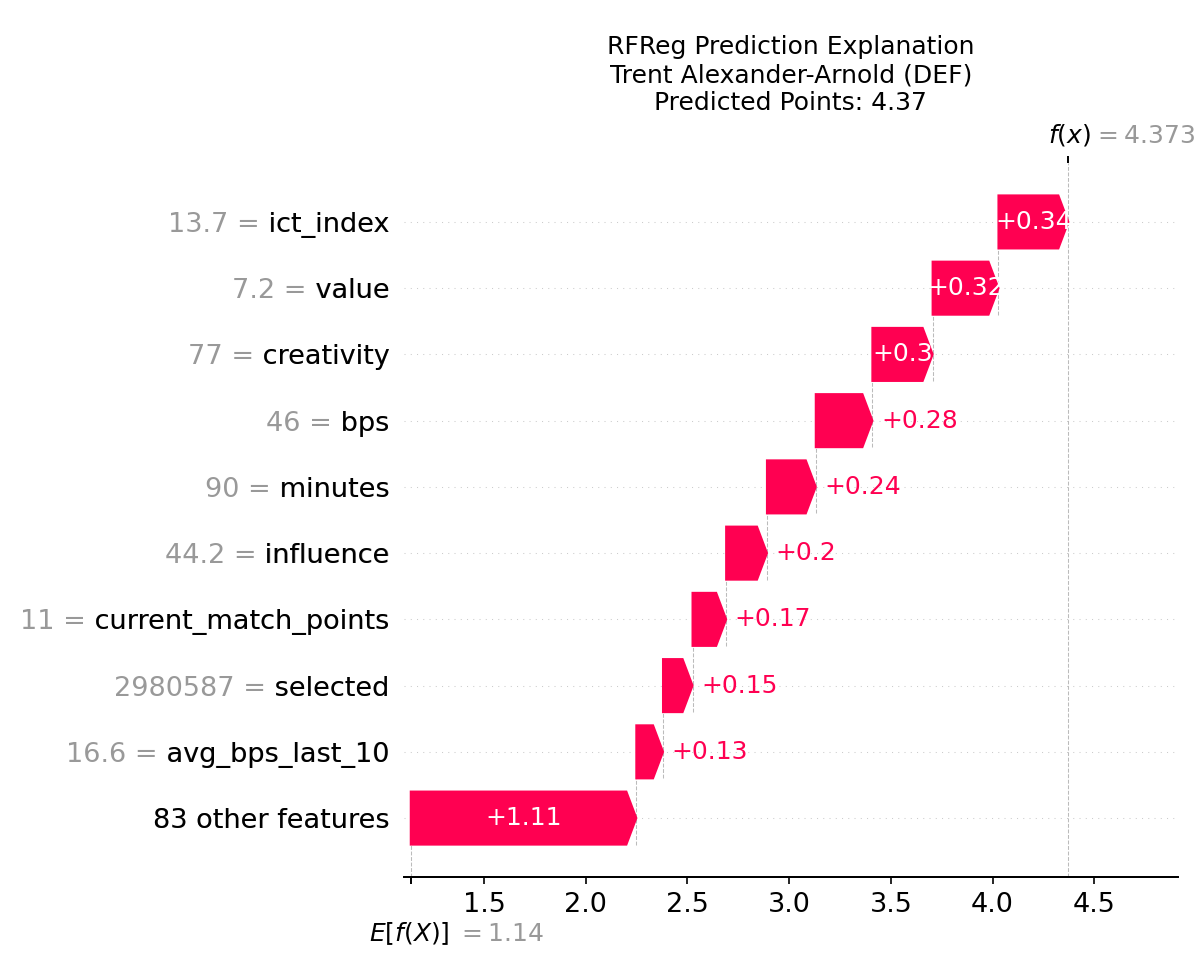 RFReg Prediction Explanation
Trent Alexander-Arnold (DEF)
Predicted Points: 4.37
f(x) = 4.373
13.7 = ict_index
+0.34
7.2 = value
+0.32
77 = creativity
+0.3
46 = bps
+0.28
90 = minutes
+0.24
44.2 = influence
+0.2
11 = current_match_points
+0.17
2980587 = selected
+0.15
16.6 = avg_bps_last_10
+0.13
83 other features
+1.11
1.5 2.0 2.5 3.0 3.5 4.0 4.5
E[f(X)] = 1.14